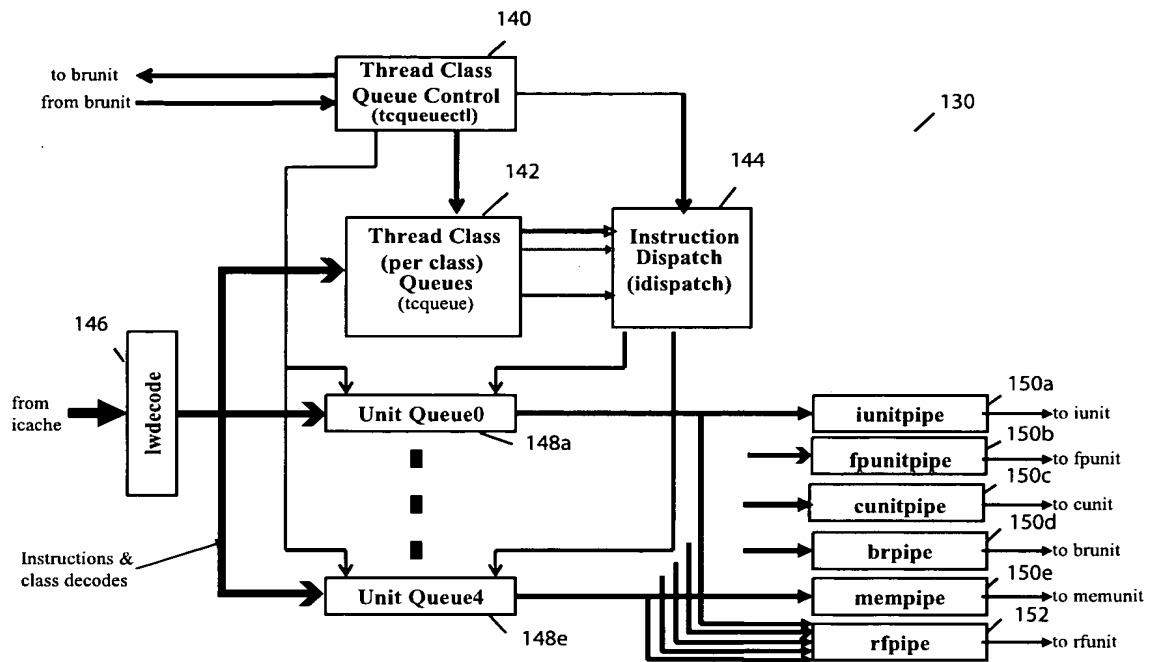 140
to brunit
from brunit
Thread Class
Queue Control
(tcqueuectl)
130
142
144
Thread Class
(per class)
Queues
(tcqueue)
Instruction
Dispatch
(idispatch)
146
from
icache
lwdecode
Unit Queue0
148a
150a
iunitpipe
to iunit
150b
fpunitpipe
to fpunit
150c
cunitpipe
to cunit
150d
brpipe
to brunit
Instructions &
class decodes
Unit Queue4
148e
150e
mempipe
to memunit
152
rfpipe
to rfunit